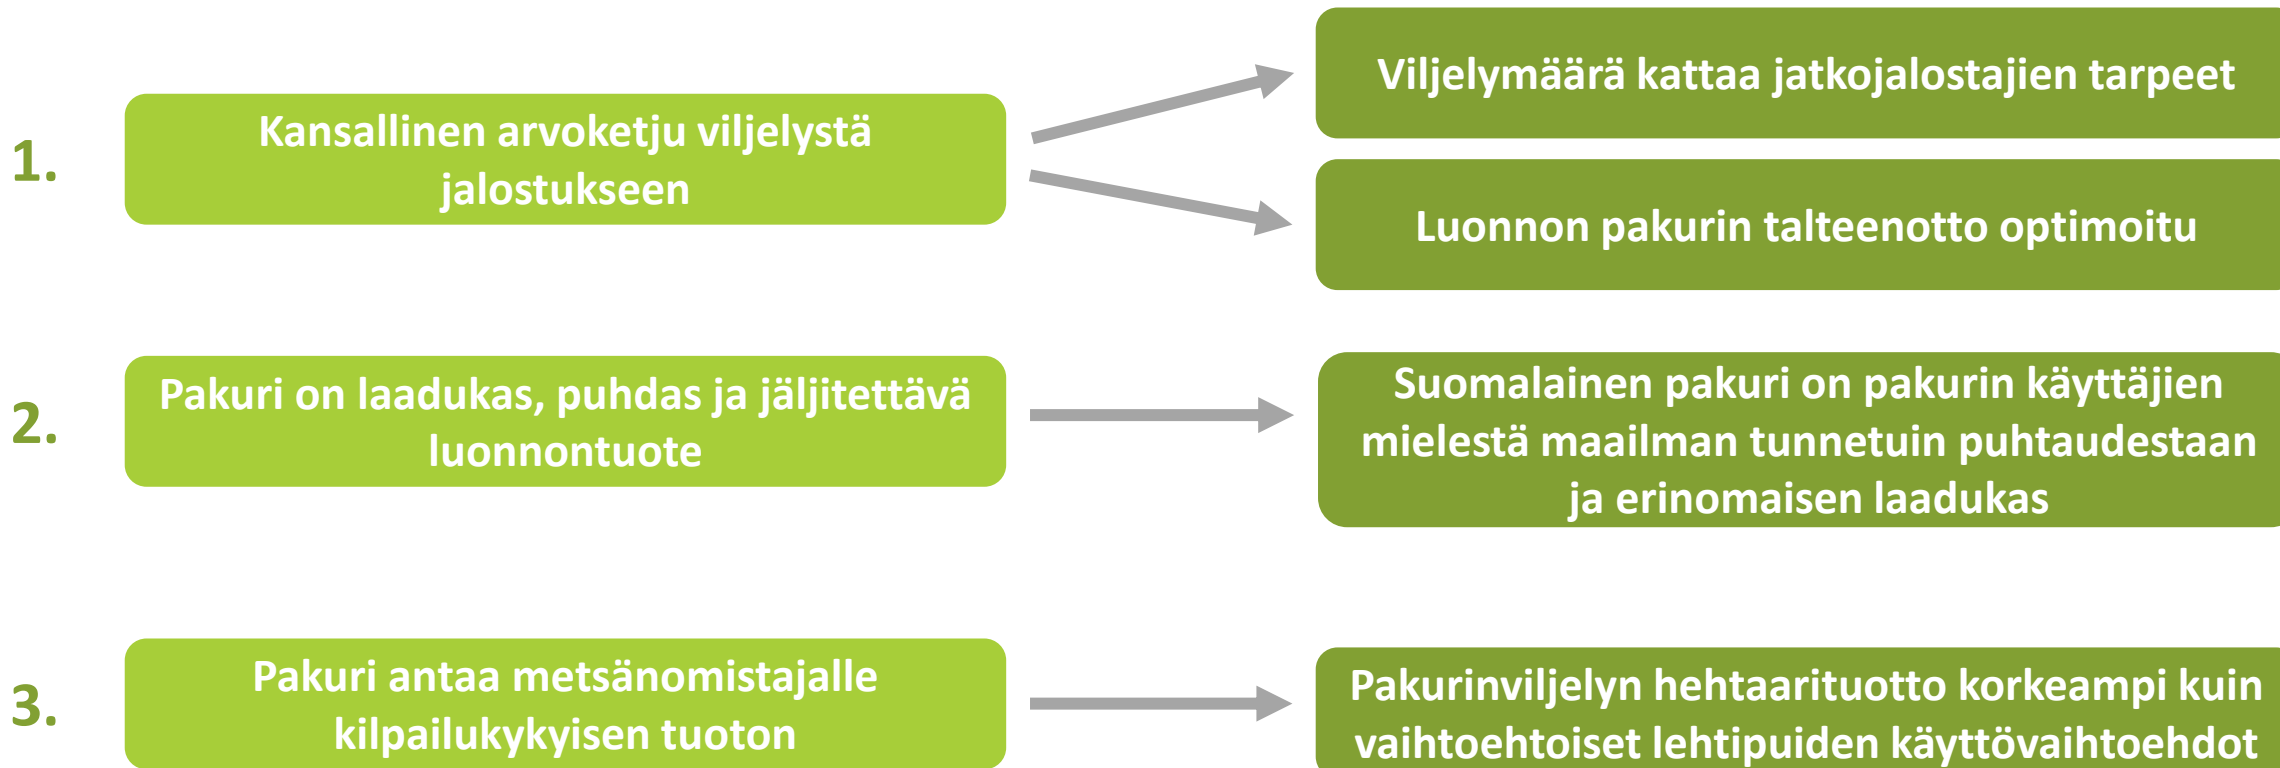 1.
Kansallinen arvoketju viljelystä
jalostukseen
Viljelymäärä kattaa jatkojalostajien tarpeet
Luonnon pakurin talteenotto optimoitu
2.
Pakuri on laadukas, puhdas ja jäljitettävä
luonnontuote
Suomalainen pakuri on pakurin käyttäjien
mielestä maailman tunnetuin puhtaudestaan
ja erinomaisen laadukas
3.
Pakuri antaa metsänomistajalle
kilpailukykyisen tuoton
Pakurinviljelyn hehtaarituotto korkeampi kuin
vaihtoehtoiset lehtipuiden käyttövaihtoehdot